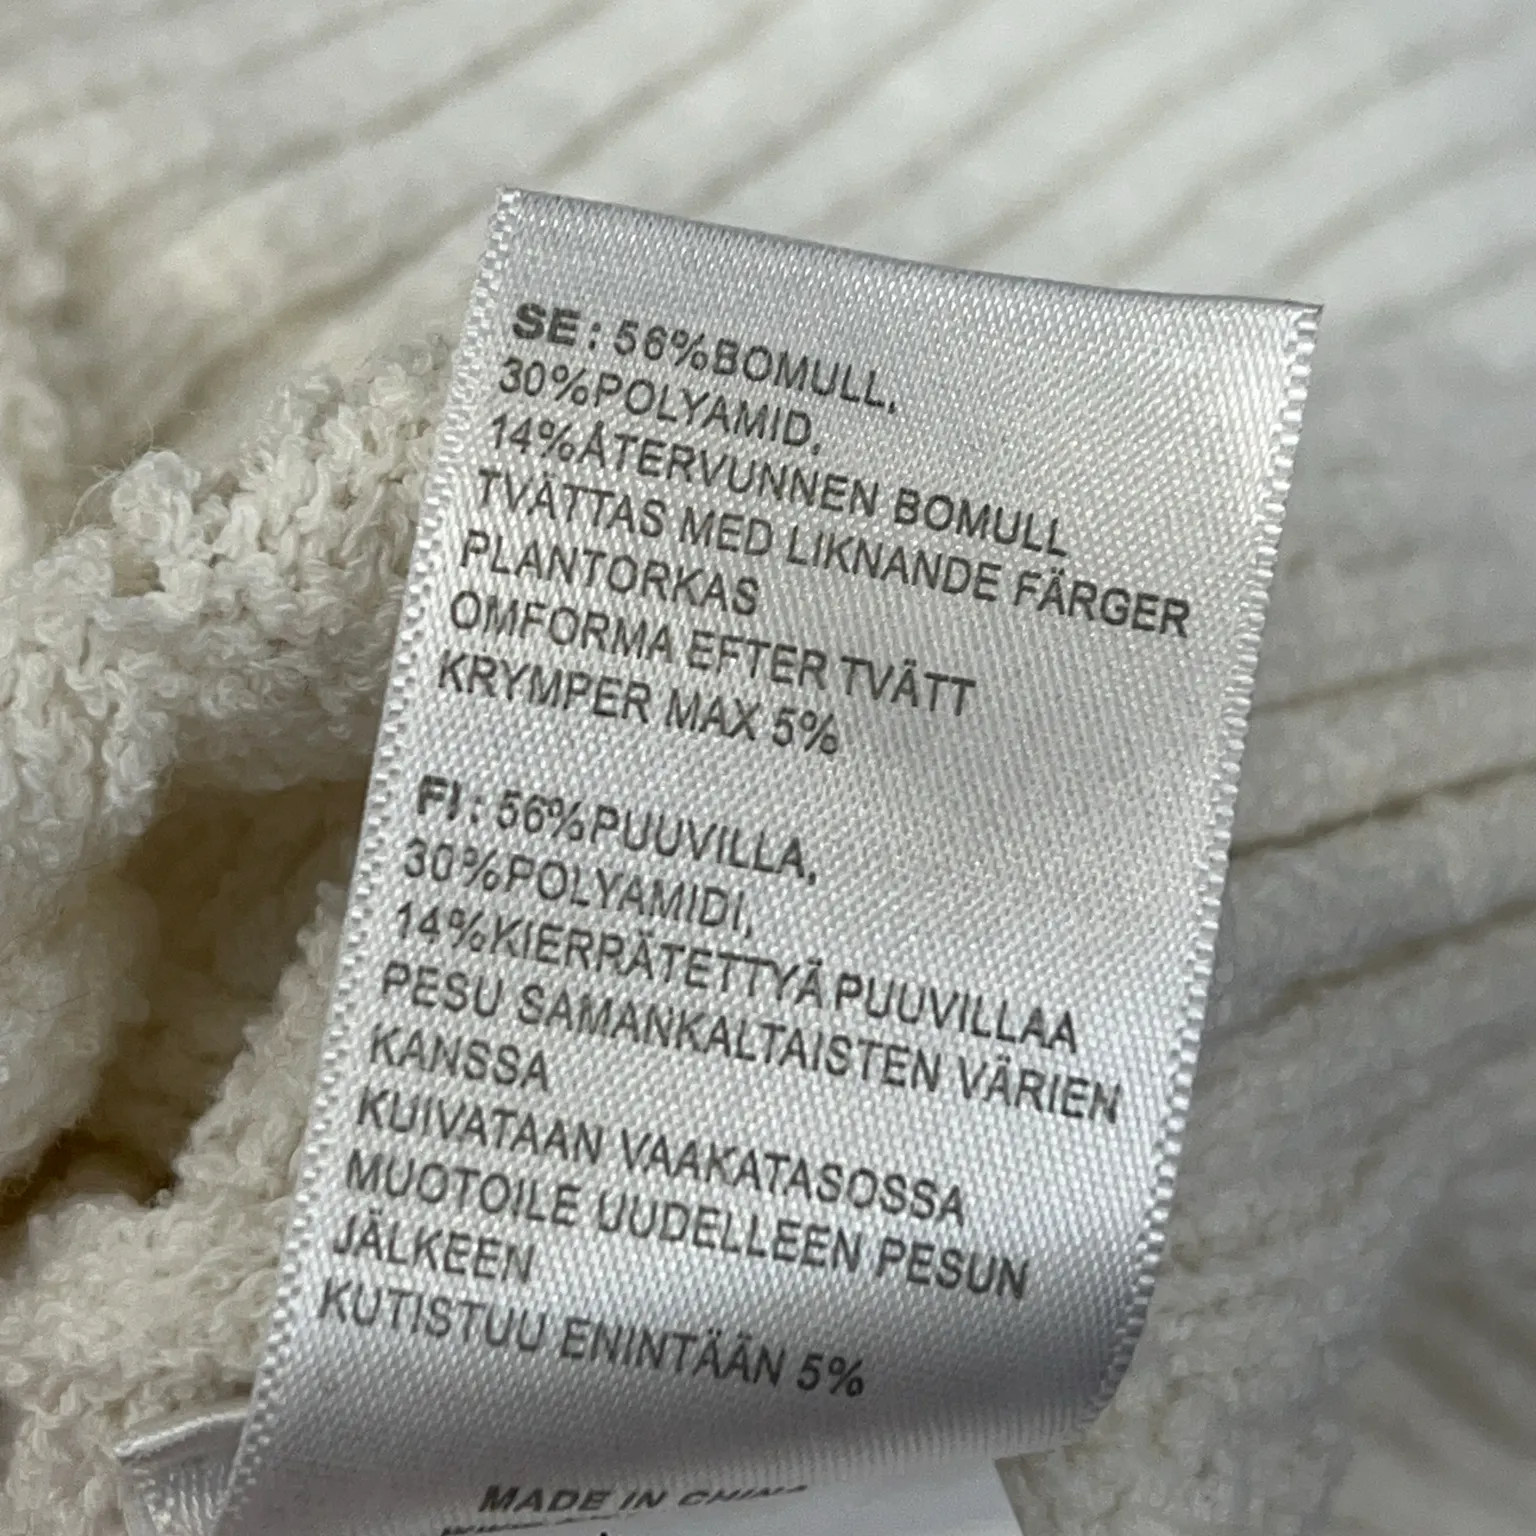 SE: 56%BOMULL,
30%POLYAMID,
14%ÅTERVUNNEN BOMULL
TVÄTTAS MED LIKNANDE FÄRGER
PLANTORKAS
OMFORMA EFTER TVÄTT
KRYMPER MAX 5%
FI: 56%PUUVILLA,
30%POLYAMIDI,
14%KIERRÄTETTYÄ PUUVILLAA
PESU SAMANKALTAISTEN VÄRIEN
KANSSA
KUIVATAAN VAAKATASOSSA
MUOTOILE UUDELLEEN PESUN
JÄLKEEN
KUTISTUU ENINTÄÄN 5%
MADE IN CHINA